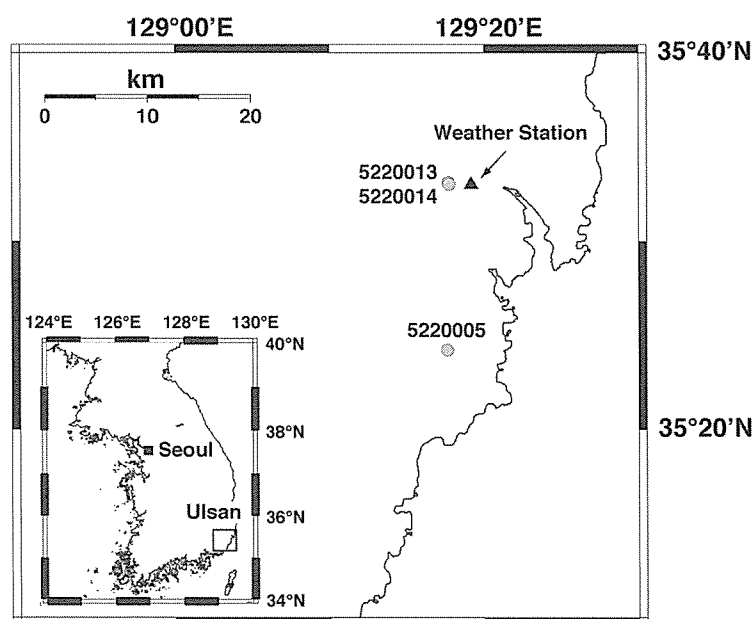 129°00'E
129°20'E
35°40'N
km
0
10
20
Weather Station
5220013
5220014
5220005
35°20'N
124°E
126°E
128°E
130°E
40°N
38°N
Seoul
Ulsan
36°N
34°N